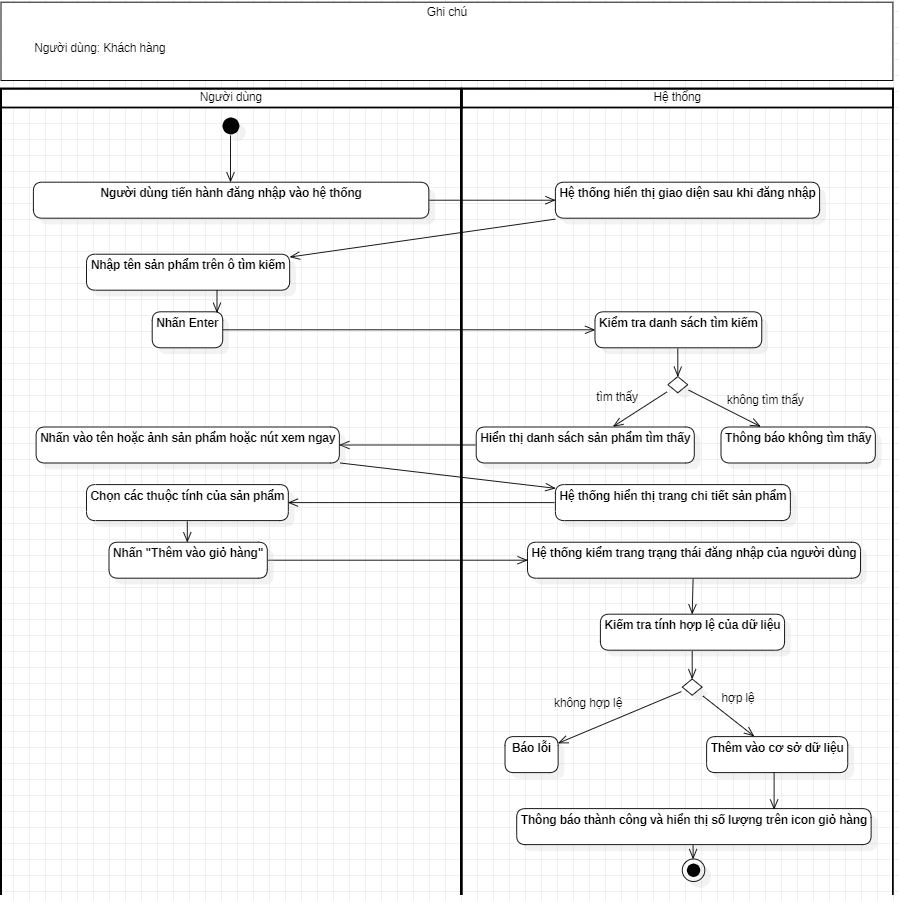 Ghi chú
Người dùng: Khách hàng
Người dùng
Hệ thống
Người dùng tiến hành đăng nhập vào hệ thống
Hệ thống hiển thị giao diện sau khi đăng nhập
Nhập tên sản phẩm trên ô tìm kiếm
Nhấn Enter
Kiểm tra danh sách tìm kiếm
tìm thấy
không tìm thấy
Nhấn vào tên hoặc ảnh sản phẩm hoặc nút xem ngay
Hiển thị danh sách sản phẩm tìm thấy
Thông báo không tìm thấy
Chọn các thuộc tính của sản phẩm
Hệ thống hiển thị trang chi tiết sản phẩm
Nhấn "Thêm vào giỏ hàng"
Hệ thống kiểm trang trạng thái đăng nhập của người dùng
Kiếm tra tính hợp lệ của dữ liệu
không hợp lệ
hợp lệ
Báo lỗi
Thêm vào cơ sở dữ liệu
Thông báo thành công và hiển thị số lượng trên icon giỏ hàng